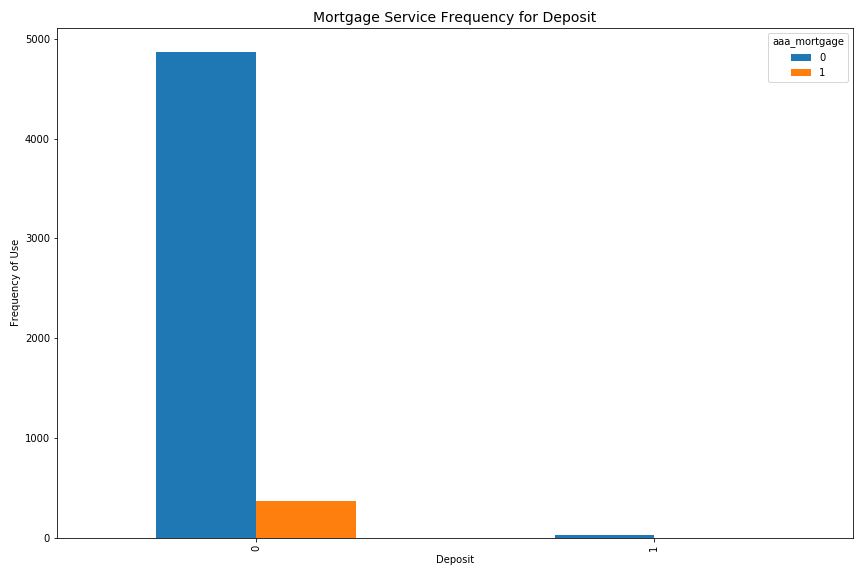 Mortgage Service Frequency for Deposit
aaa_mortgage
0
1
5000
4000
3000
2000
1000
0
Frequency of Use
0
1
Deposit